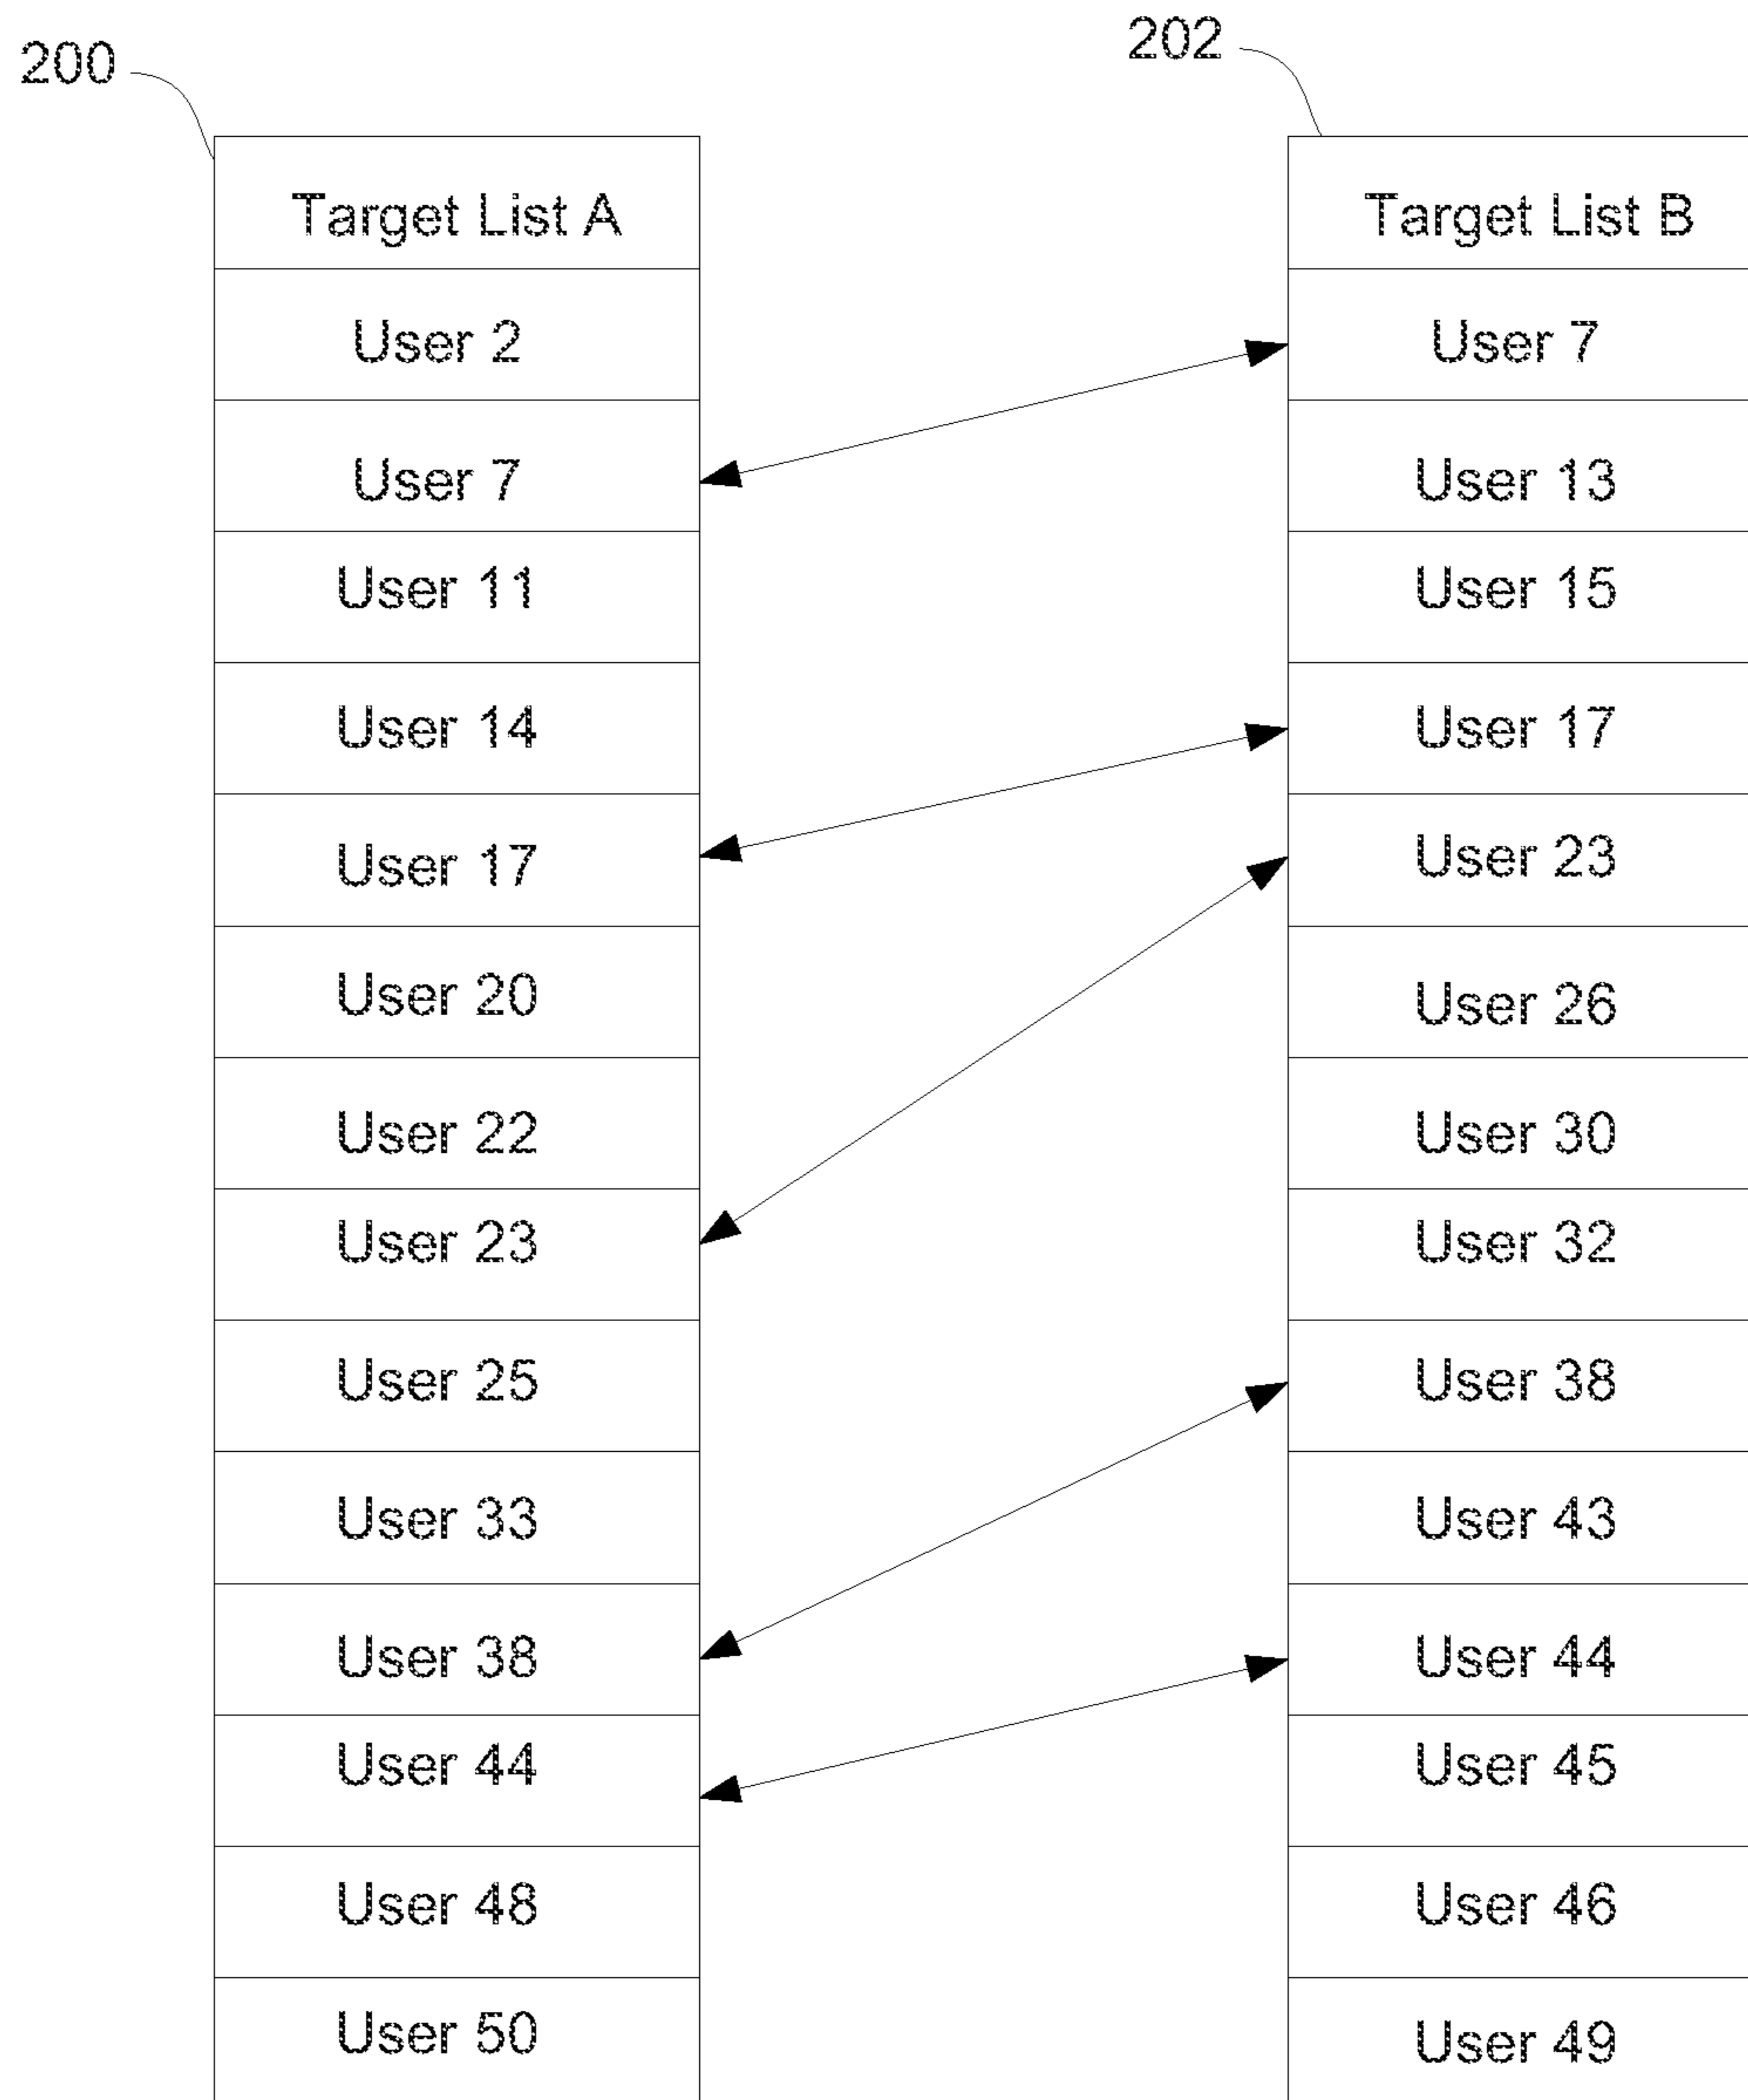 200
202
Target List A
User 2
User 7
User 11
User 14
User 17
User 20
User 22
User 23
User 25
User 33
User 38
User 44
User 48
User 50
Target List B
User 7
User 13
User 15
User 17
User 23
User 26
User 30
User 32
User 38
User 43
User 44
User 45
User 46
User 49